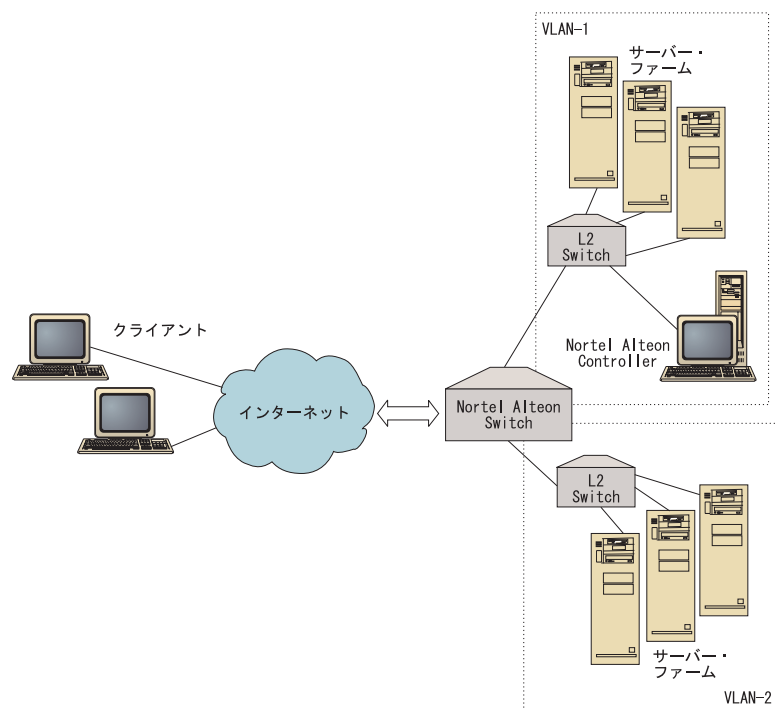 VLAN-1
サーバー・
ファーム
L2
Switch
クライアント
Nortel Alteon
Controller
インターネット
Nortel Alteon
Switch
L2
Switch
サーバー・
ファーム
VLAN-2